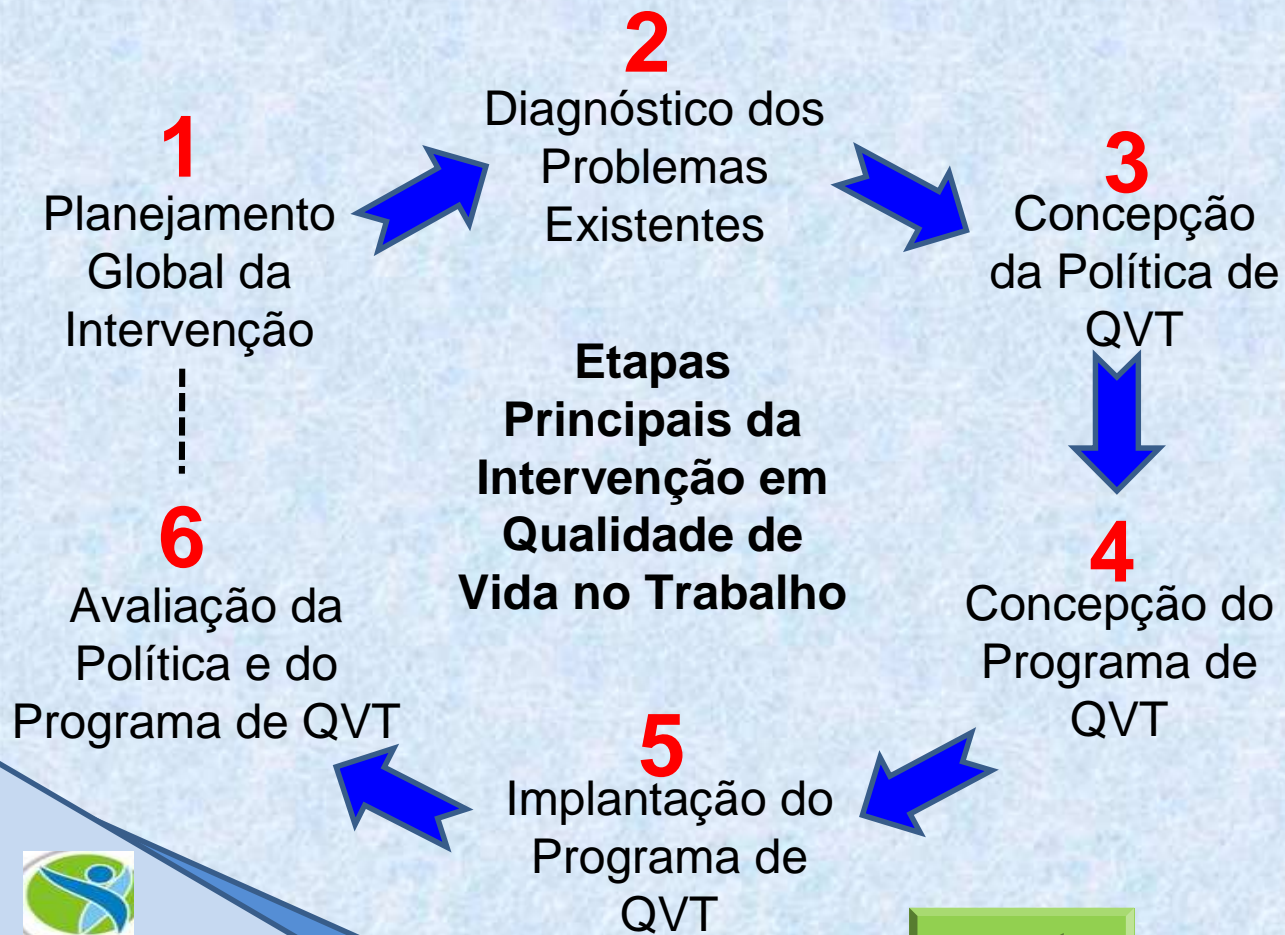 1
Planejamento
Global da
Intervenção
2
Diagnóstico dos
Problemas
Existentes
3
Concepção
da Política de
QVT
Etapas
Principais da
Intervenção em
Qualidade de
Vida no Trabalho
4
Concepção do
Programa de
QVT
5
Implantação do
Programa de
QVT
6
Avaliação da
Política e do
Programa de QVT